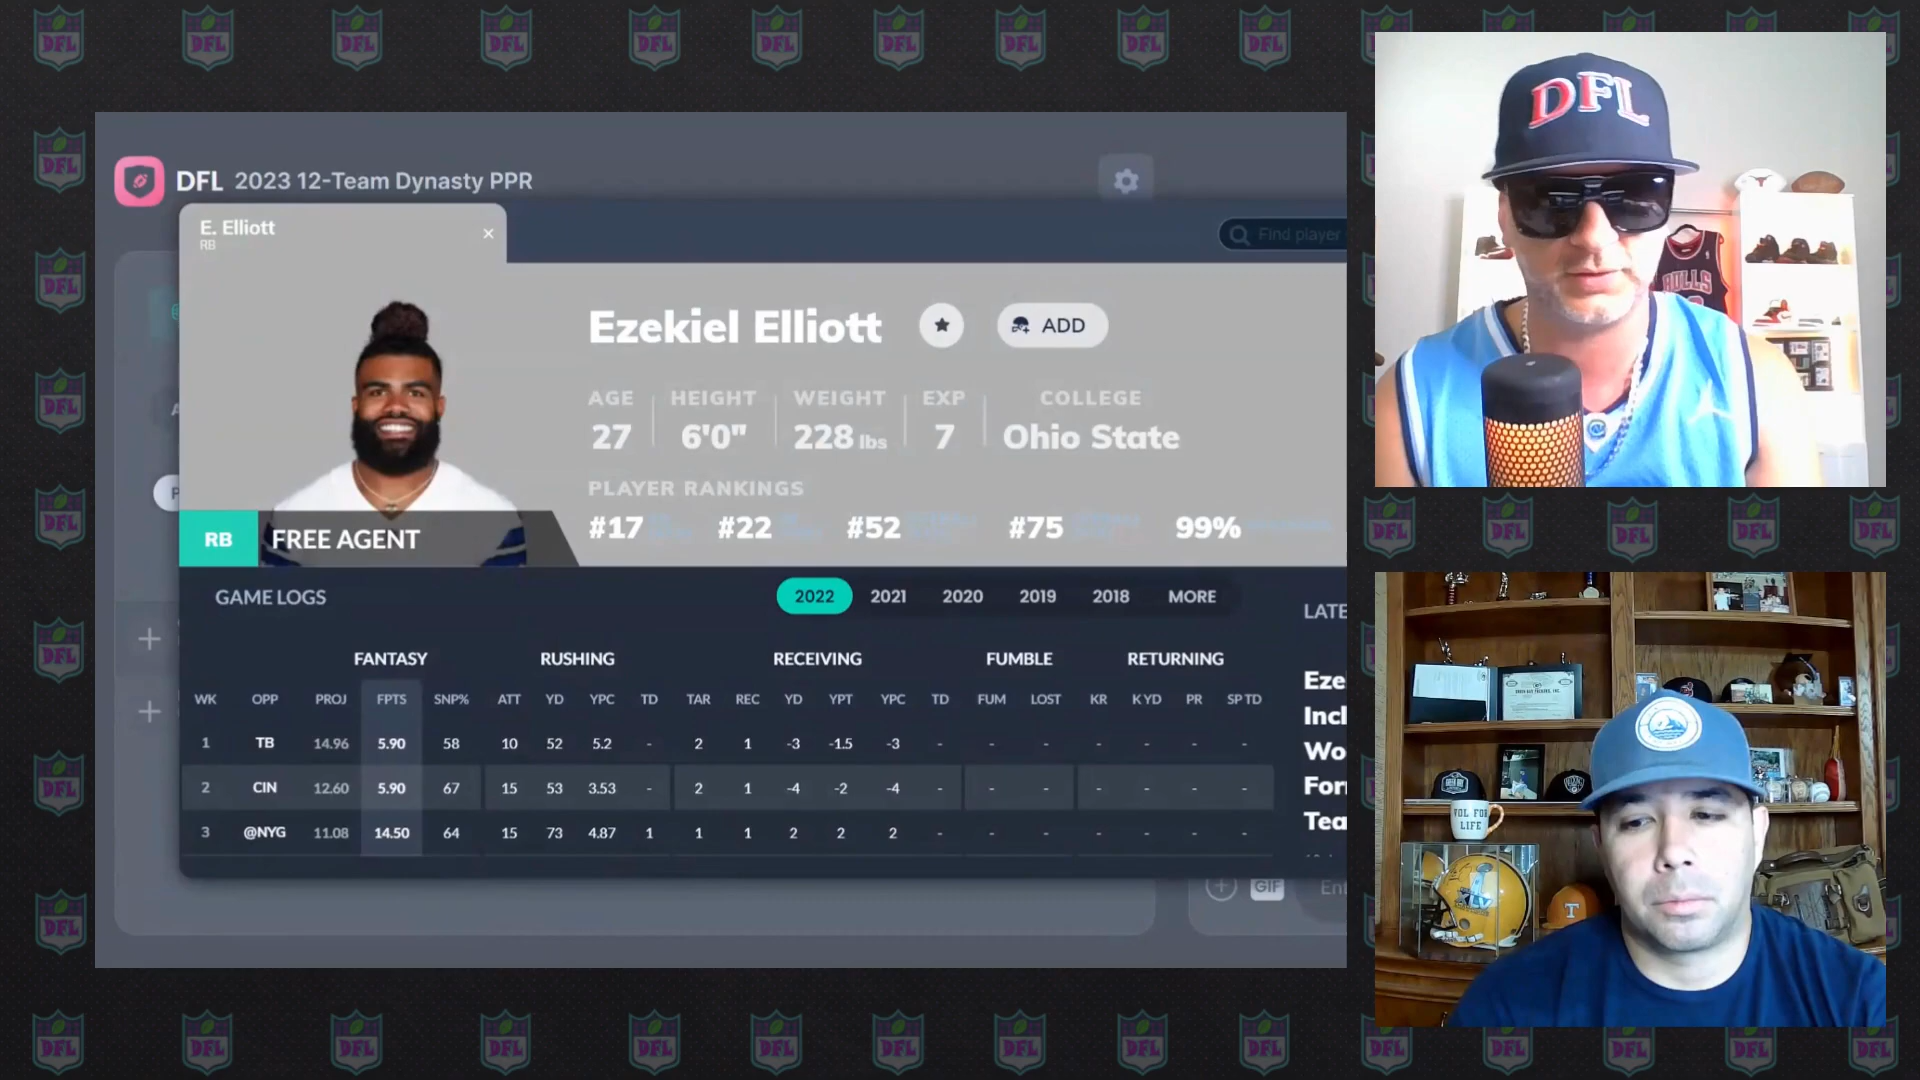 DFL 2023 12-Team Dynasty PPR
E. Elliott
RB
Find player
Ezekiel Elliott
ADD
AGE HEIGHT WEIGHT EXP COLLEGE
27 6'0" 228 lbs 7 Ohio State
PLAYER RANKINGS
#17 #22 #52 #75 99%
RB FREE AGENT
GAME LOGS 2022 2021 2020 2019 2018 MORE
LATE
FANTASY RUSHING RECEIVING FUMBLE RETURNING
WK OPP PROJ FPTS SNP% ATT YD YPC TD TAR REC YD YPT YPC TD FUM LOST KR KYD PR SP TD
1 TB 14.96 5.90 58 10 52 5.2 - 2 1 -3 -1.5 -3 - - - - - - -
2 CIN 12.60 5.90 67 15 53 3.53 - 2 1 -4 -2 -4 - - - - - - -
3 @NYG 11.08 14.50 64 15 73 4.87 1 1 1 2 2 2 - - - - - - -
Eze
Incl
Wo
For
Tea
GIF Ent
DFL
BULLS
VOL FOR
LIFE
XLV
T